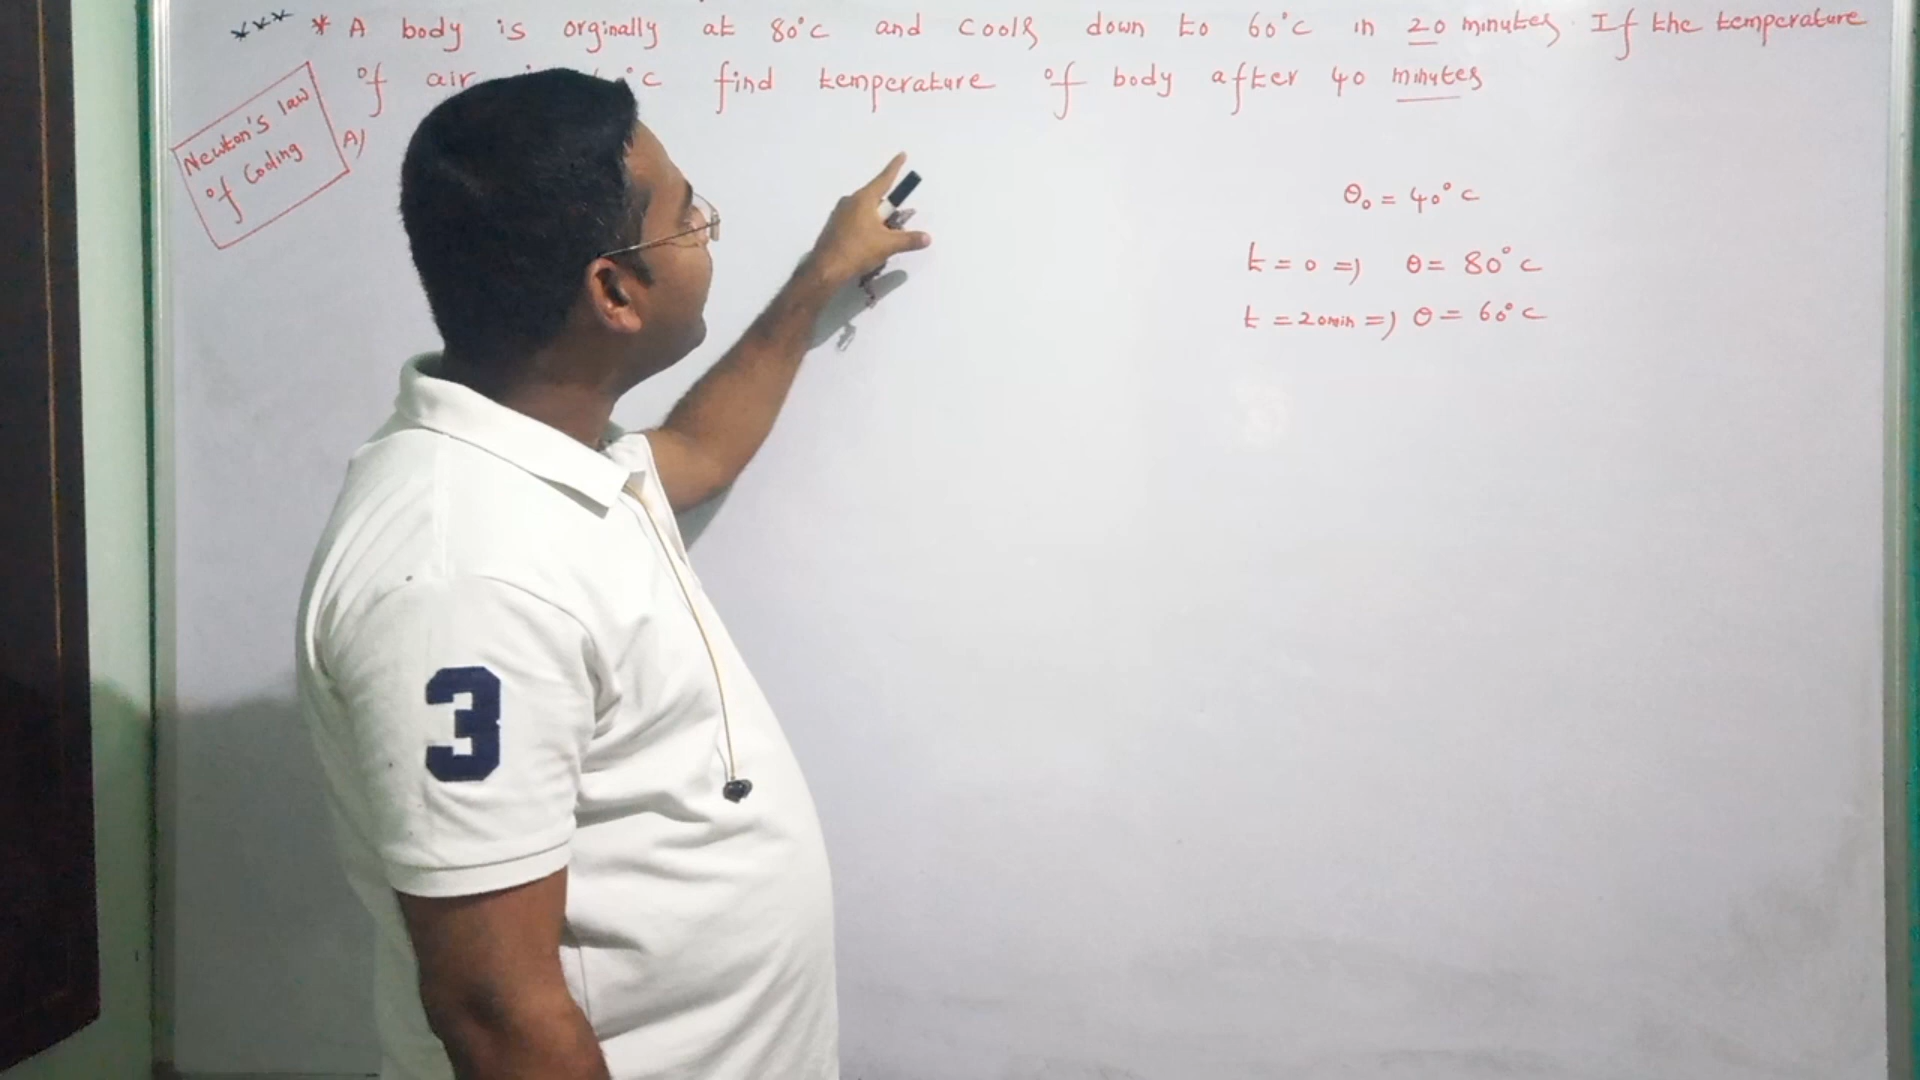 *** * A body is orginally at 80°c and cools down to 60°c in 20 minutes. If the temperature
of air °c find temperature of body after 40 minutes
Newton's law
of Cooling
A)
θ₀ = 40°c
t = 0 =) θ = 80°c
t = 20min =) θ = 60°c
3